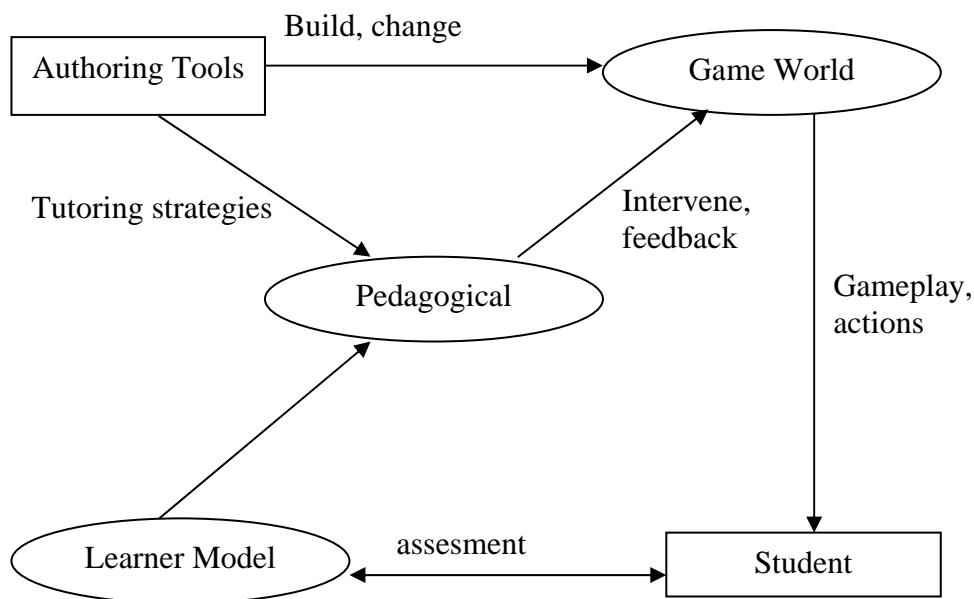 Build, change
Authoring Tools
Game World
Tutoring strategies
Intervene,
feedback
Pedagogical
Gameplay,
actions
Learner Model
assesment
Student